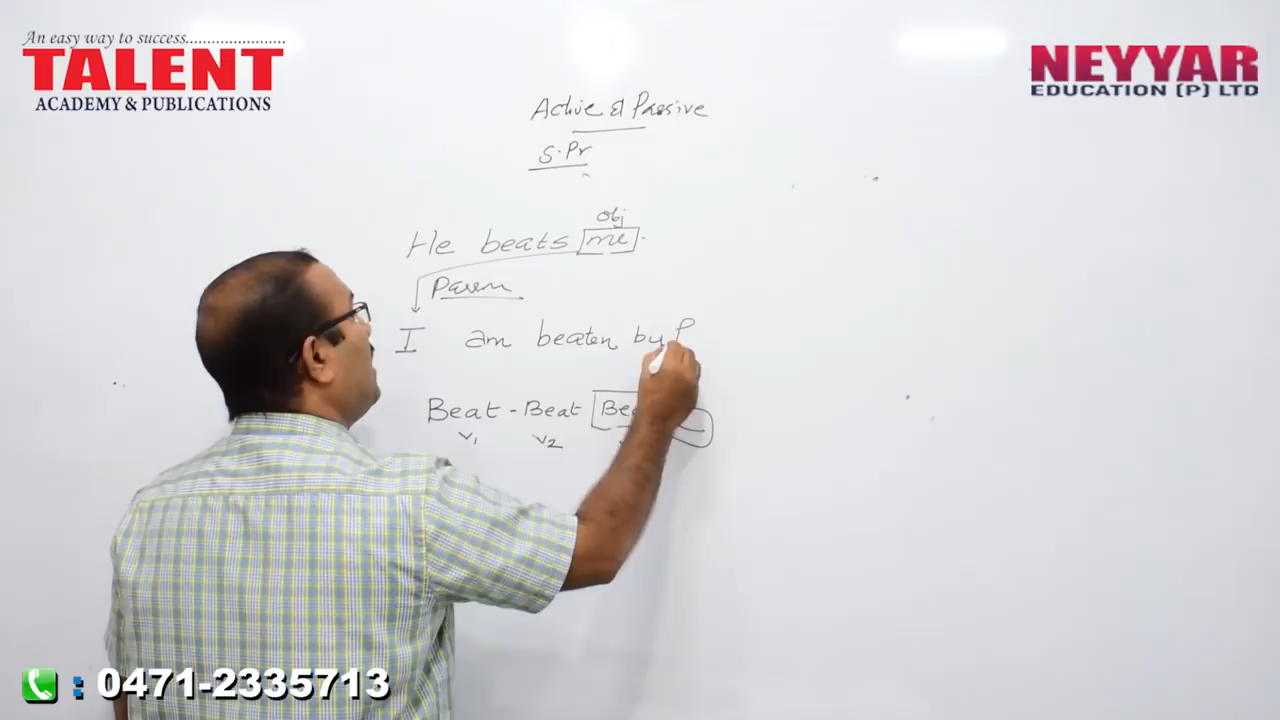 An easy way to success.......................
TALENT
ACADEMY & PUBLICATIONS
NEYYAR
EDUCATION (P) LTD
Active & Passive
S.Pr
obj
He beats me.
I am beaten by
Beat - Beat
V1 V2
: 0471-2335713